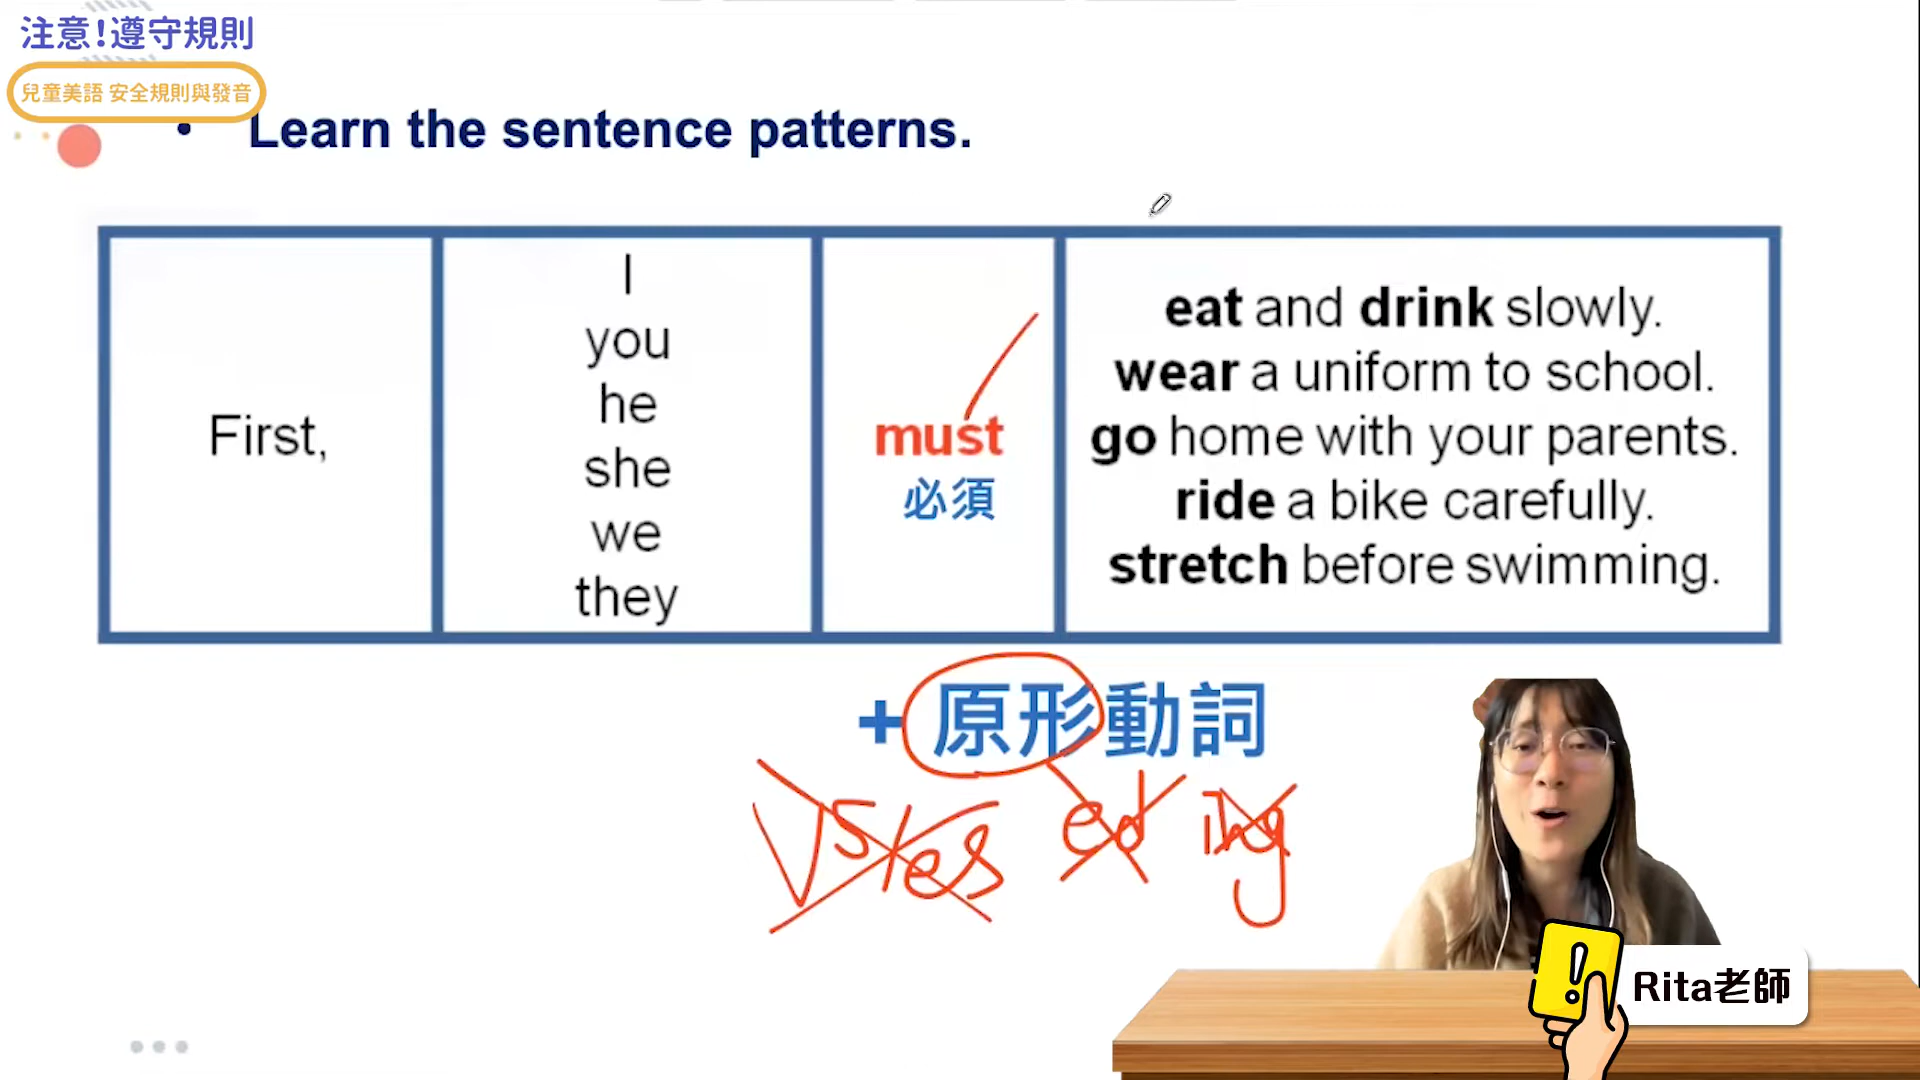 注意!遵守規則
兒童美語 安全規則與發音
• Learn the sentence patterns.
First,
I
you
he
she
we
they
must
必須
eat and drink slowly.
wear a uniform to school.
go home with your parents.
ride a bike carefully.
stretch before swimming.
+ 原形動詞
Vs/es ed ing
Rita老師